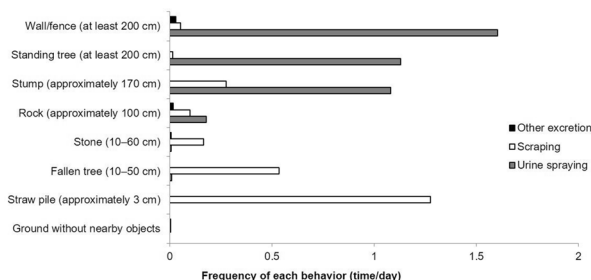 Wall/fence (at least 200 cm)
Standing tree (at least 200 cm)
Stump (approximately 170 cm)
Rock (approximately 100 cm)
Stone (10–60 cm)
Fallen tree (10–50 cm)
Straw pile (approximately 3 cm)
Ground without nearby objects
Other excretion
Scraping
Urine spraying
0 0.5 1 1.5 2
Frequency of each behavior (time/day)